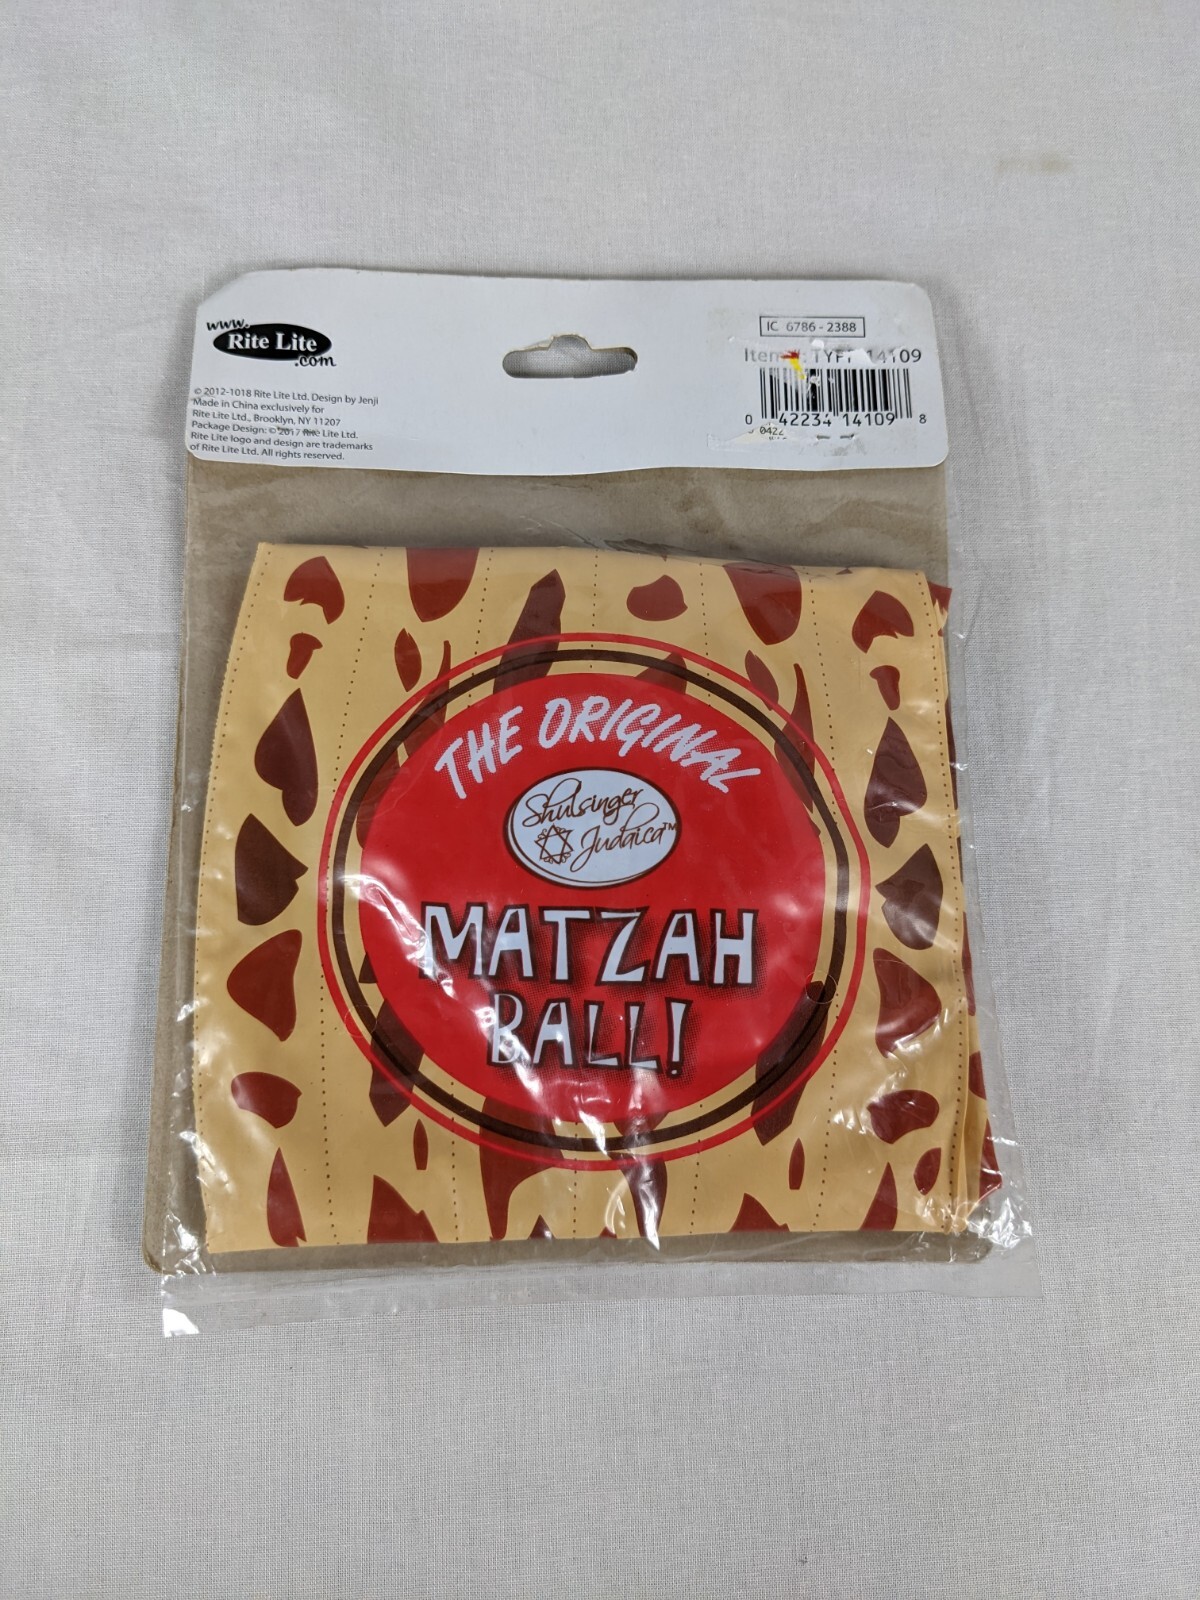 www.
Rite Lite
.com
© 2012-1018 Rite Lite Ltd. Design by Jenji
Made in China exclusively for
Rite Lite Ltd., Brooklyn, NY 11207
Package Design: © 2017 Rite Lite Ltd.
Rite Lite logo and design are trademarks
of Rite Lite Ltd. All rights reserved.
IC 6786 - 2388
14109
0 42234 14109 8
0422
THE ORIGINAL
Shulsinger
Judaica™
MATZAH
BALL!